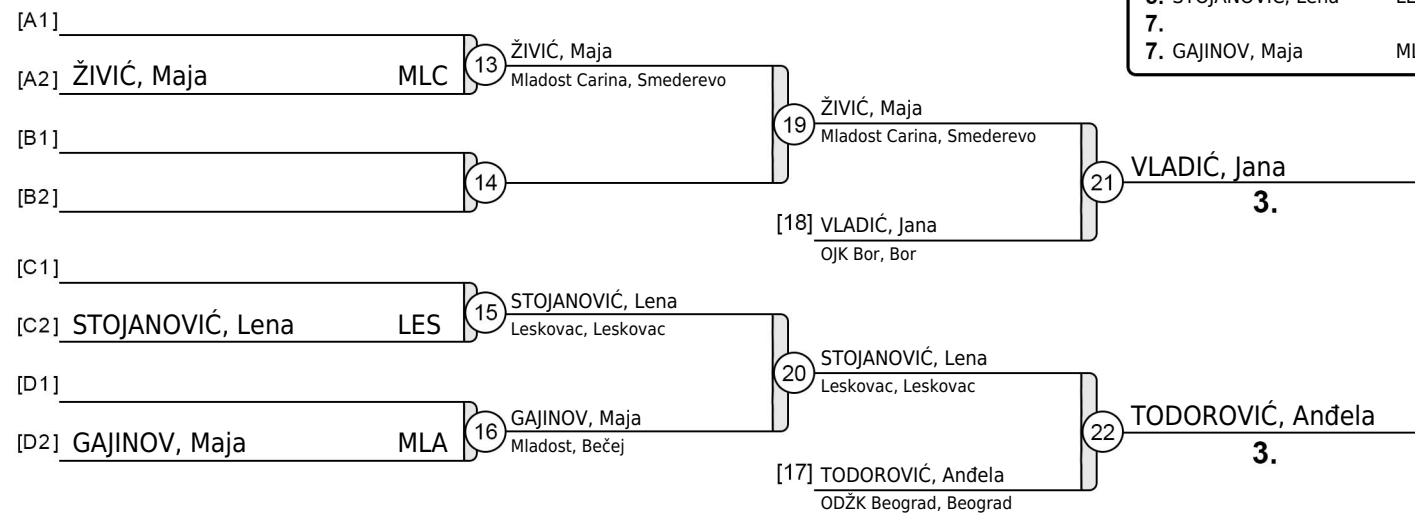 [A1]
[A2] ŽIVIĆ, Maja MLC
13
ŽIVIĆ, Maja
Mladost Carina, Smederevo
[B1]
[B2]
14
19
ŽIVIĆ, Maja
Mladost Carina, Smederevo
[18] VLADIĆ, Jana
OJK Bor, Bor
21
VLADIĆ, Jana
3.
[C1]
[C2] STOJANOVIĆ, Lena LES
15
STOJANOVIĆ, Lena
Leskovac, Leskovac
[D1]
[D2] GAJINOV, Maja MLA
16
GAJINOV, Maja
Mladost, Bečej
20
STOJANOVIĆ, Lena
Leskovac, Leskovac
[17] TODOROVIĆ, Anđela
ODŽK Beograd, Beograd
22
TODOROVIĆ, Anđela
3.
STOJANOVIĆ, Lena
7.
7. GAJINOV, Maja